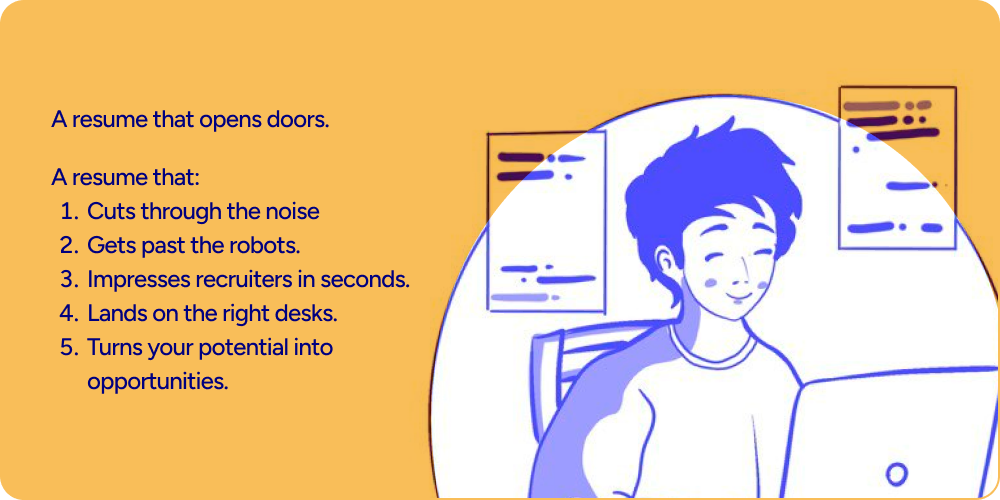 A resume that opens doors.
A resume that:
1. Cuts through the noise
2. Gets past the robots.
3. Impresses recruiters in seconds.
4. Lands on the right desks.
5. Turns your potential into
opportunities.